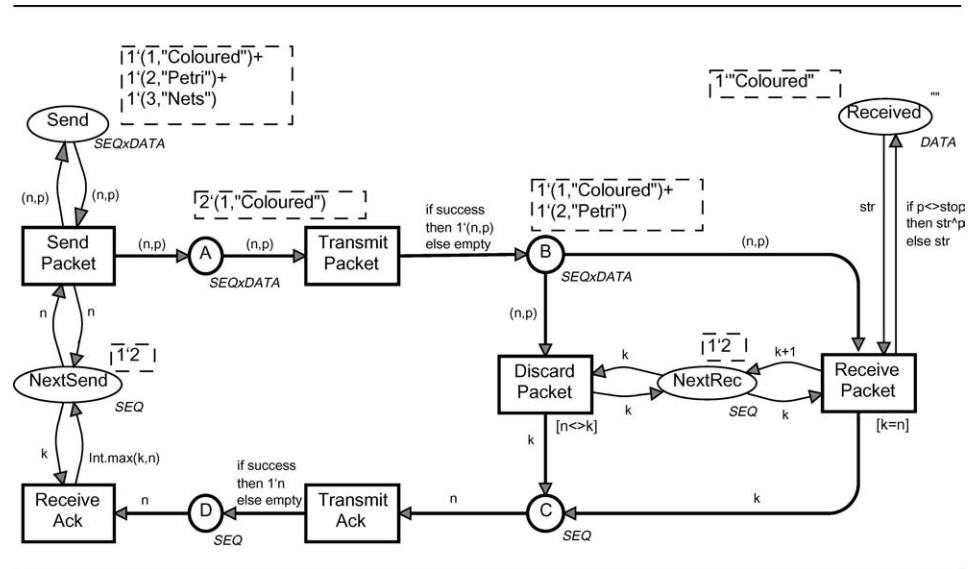 1‘(1,"Coloured")+
1‘(2,"Petri")+
1‘(3,"Nets")
Send
SEQxDATA
1‘"Coloured"
""
Received
DATA
(n,p)
(n,p)
2‘(1,"Coloured")
1‘(1,"Coloured")+
1‘(2,"Petri")
if success
then 1‘(n,p)
else empty
str
if p<>stop
then str^p
else str
Send
Packet
(n,p)
A
(n,p)
SEQxDATA
Transmit
Packet
B
(n,p)
SEQxDATA
(n,p)
n
n
1‘2
NextSend
SEQ
Discard
Packet
[n<>k]
k
k
1‘2
NextRec
SEQ
k+1
k
Receive
Packet
[k=n]
k
Int.max(k,n)
Receive
Ack
n
D
SEQ
if success
then 1‘n
else empty
Transmit
Ack
n
k
C
SEQ
k